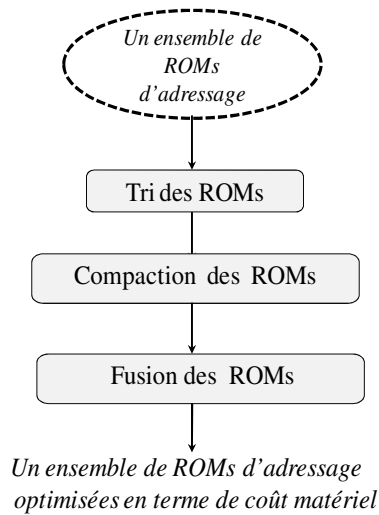 Un ensemble de
ROMs
d'adressage
Tri des ROMs
Compaction des ROMs
Fusion des ROMs
Un ensemble de ROMs d'adressage
optimisées en terme de coût matériel